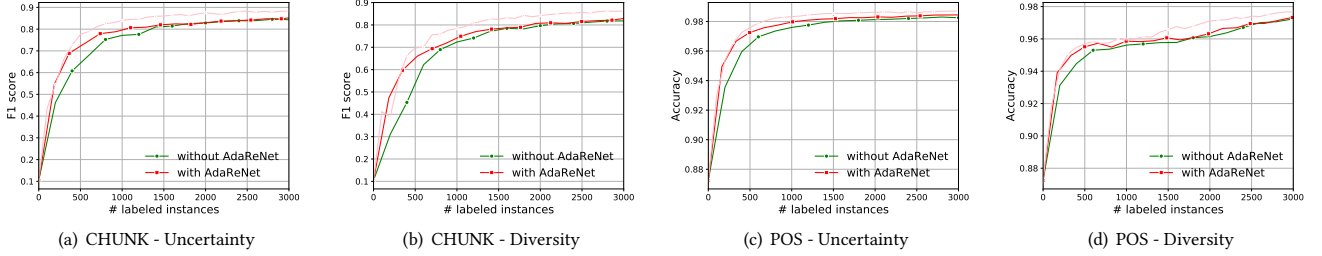 F1 score
0.9
0.8
0.7
0.6
0.5
0.4
0.3
0.2
0.1
0 500 1000 1500 2000 2500 3000
# labeled instances
without AdaReNet
with AdaReNet
(a) CHUNK - Uncertainty
F1 score
0.9
0.8
0.7
0.6
0.5
0.4
0.3
0.2
0.1
0 500 1000 1500 2000 2500 3000
# labeled instances
without AdaReNet
with AdaReNet
(b) CHUNK - Diversity
Accuracy
0.98
0.96
0.94
0.92
0.90
0.88
0 500 1000 1500 2000 2500 3000
# labeled instances
without AdaReNet
with AdaReNet
(c) POS - Uncertainty
Accuracy
0.98
0.96
0.94
0.92
0.90
0.88
0 500 1000 1500 2000 2500 3000
# labeled instances
without AdaReNet
with AdaReNet
(d) POS - Diversity